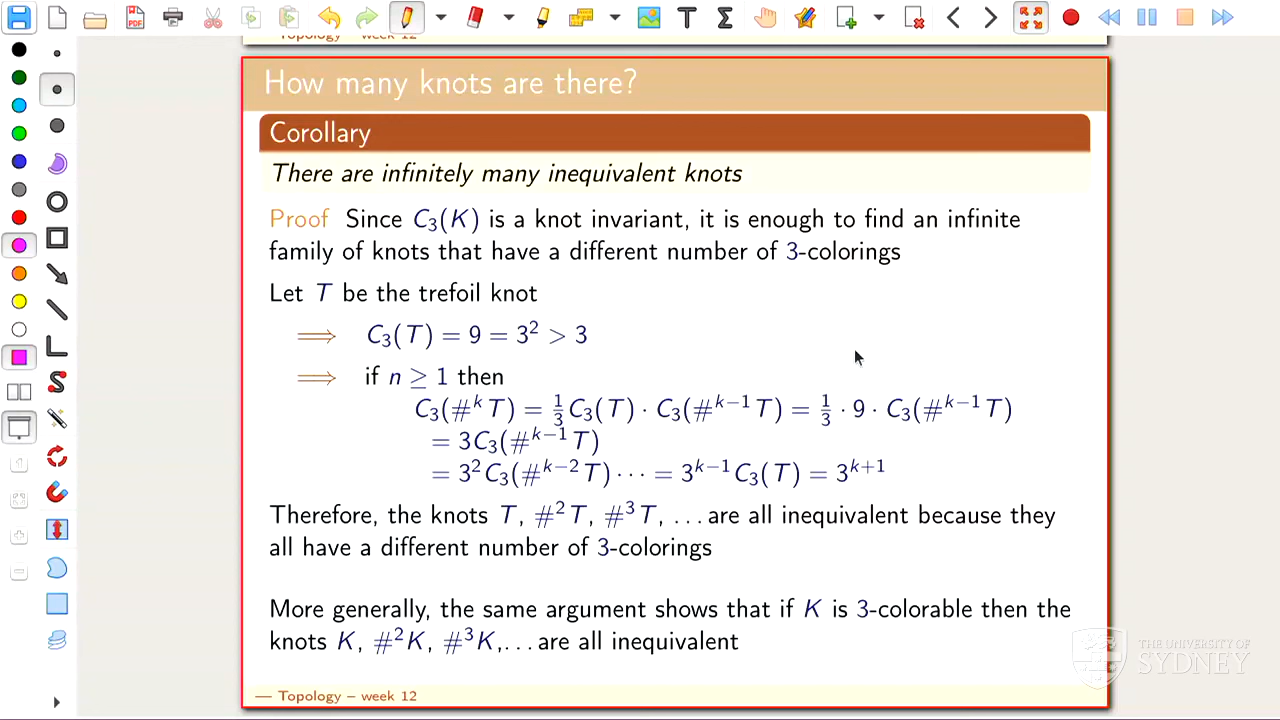 Topology – week 12
How many knots are there?
Corollary
There are infinitely many inequivalent knots
Proof Since C₃(K) is a knot invariant, it is enough to find an infinite
family of knots that have a different number of 3-colorings
Let T be the trefoil knot
⟹ C₃(T) = 9 = 3² > 3
⟹ if n ≥ 1 then
C₃(#ᵏT) = ⅓C₃(T) · C₃(#ᵏ⁻¹T) = ⅓ · 9 · C₃(#ᵏ⁻¹T)
= 3C₃(#ᵏ⁻¹T)
= 3²C₃(#ᵏ⁻²T) ··· = 3ᵏ⁻¹C₃(T) = 3ᵏ⁺¹
Therefore, the knots T, #²T, #³T, ... are all inequivalent because they
all have a different number of 3-colorings
More generally, the same argument shows that if K is 3-colorable then the
knots K, #²K, #³K,... are all inequivalent
THE UNIVERSITY OF
SYDNEY
— Topology – week 12